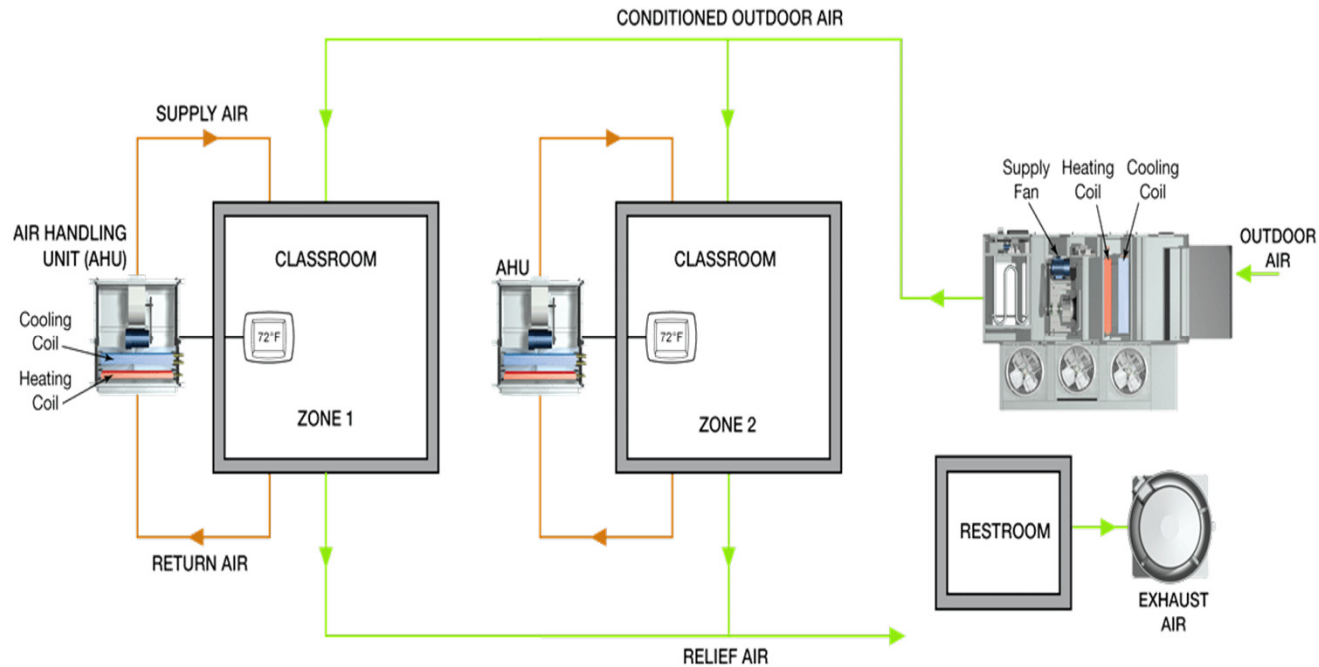 CONDITIONED OUTDOOR AIR
SUPPLY AIR
Supply
Fan
Heating
Coil
Cooling
Coil
OUTDOOR
AIR
AIR HANDLING
UNIT (AHU)
Cooling
Coil
Heating
Coil
CLASSROOM
72°F
ZONE 1
AHU
CLASSROOM
72°F
ZONE 2
RETURN AIR
RESTROOM
EXHAUST
AIR
RELIEF AIR